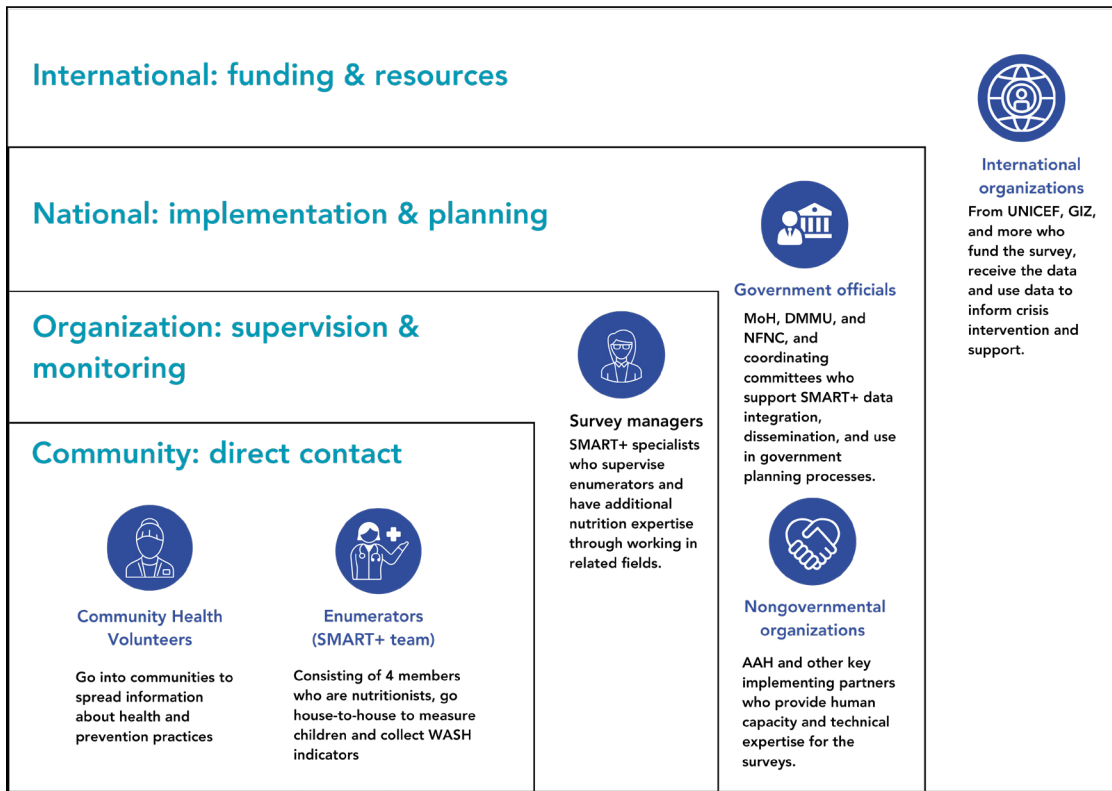 International: funding & resources
International
organizations
From UNICEF, GIZ,
and more who
fund the survey,
receive the data
and use data to
inform crisis
intervention and
support.
National: implementation & planning
Government officials
MoH, DMMU, and
NFNC, and
coordinating
committees who
support SMART+ data
integration,
dissemination, and use
in government
planning processes.
Nongovernmental
organizations
AAH and other key
implementing partners
who provide human
capacity and technical
expertise for the
surveys.
Organization: supervision &
monitoring
Survey managers
SMART+ specialists
who supervise
enumerators and
have additional
nutrition expertise
through working in
related fields.
Community: direct contact
Community Health
Volunteers
Go into communities to
spread information
about health and
prevention practices
Enumerators
(SMART+ team)
Consisting of 4 members
who are nutritionists, go
house-to-house to measure
children and collect WASH
indicators